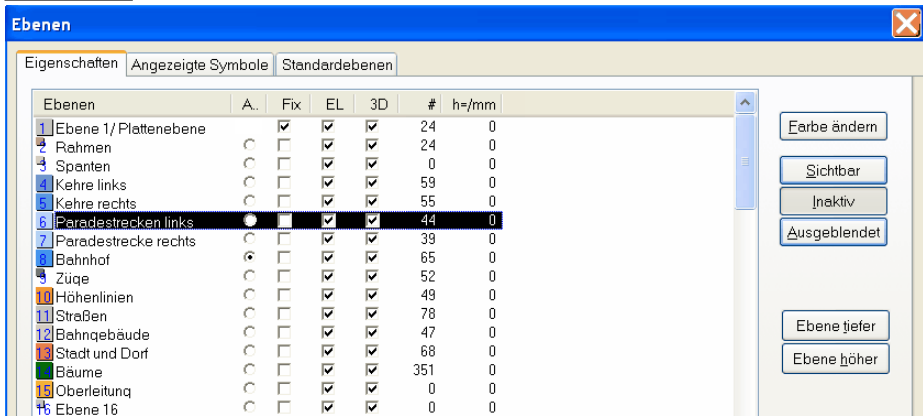 Ebenen
Eigenschaften Angezeigte Symbole Standardebenen
Ebenen A.. Fix EL 3D # h=/mm
1 Ebene 1/ Plattenebene 24 0
2 Rahmen 24 0
3 Spanten 0 0
4 Kehre links 59 0
5 Kehre rechts 55 0
6 Paradestrecken links 44 0
7 Paradestrecke rechts 39 0
8 Bahnhof 65 0
9 Züge 52 0
10 Höhenlinien 49 0
11 Straßen 78 0
12 Bahngebäude 47 0
13 Stadt und Dorf 68 0
14 Bäume 351 0
15 Oberleitung 0 0
16 Ebene 16 0 0
Farbe ändern
Sichtbar
Inaktiv
Ausgeblendet
Ebene tiefer
Ebene höher